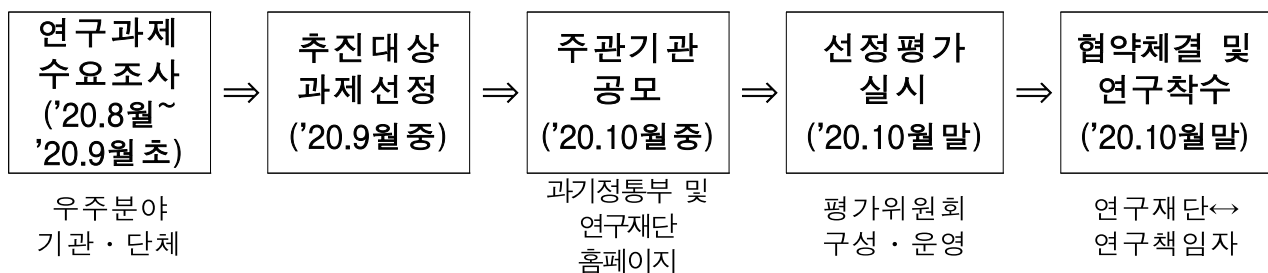 연구과제
수요조사
('20.8월~
'20.9월 초)
우주분야
기관·단체
⇒
추진대상
과제선정
('20.9월 중)
⇒
주관기관
공모
('20.10월 중)
과기정통부 및
연구재단
홈페이지
⇒
선정평가
실시
('20.10월 말)
평가위원회
구성·운영
⇒
협약체결 및
연구착수
('20.10월 말)
연구재단↔
연구책임자